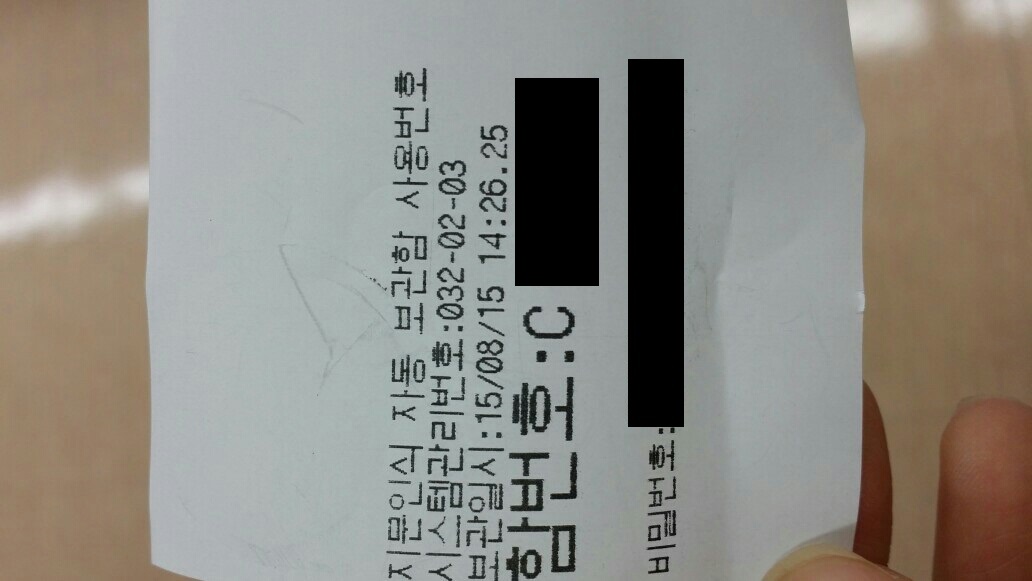 지문인식 자동 보관함 사용번호
시스템관리번호:032-02-03
보관일시:15/08/15 14:26.25
함번호:C
비밀번호: